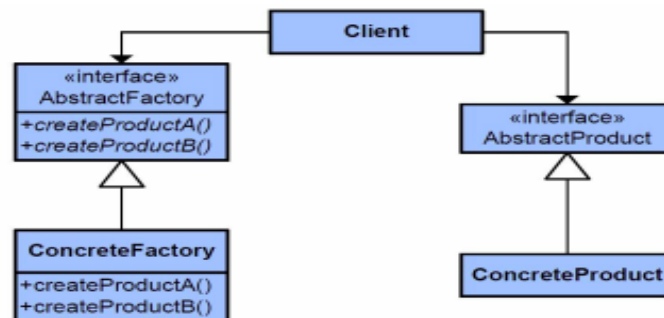 Client
«interface»
AbstractFactory
+createProductA()
+createProductB()
«interface»
AbstractProduct
ConcreteFactory
+createProductA()
+createProductB()
ConcreteProduct